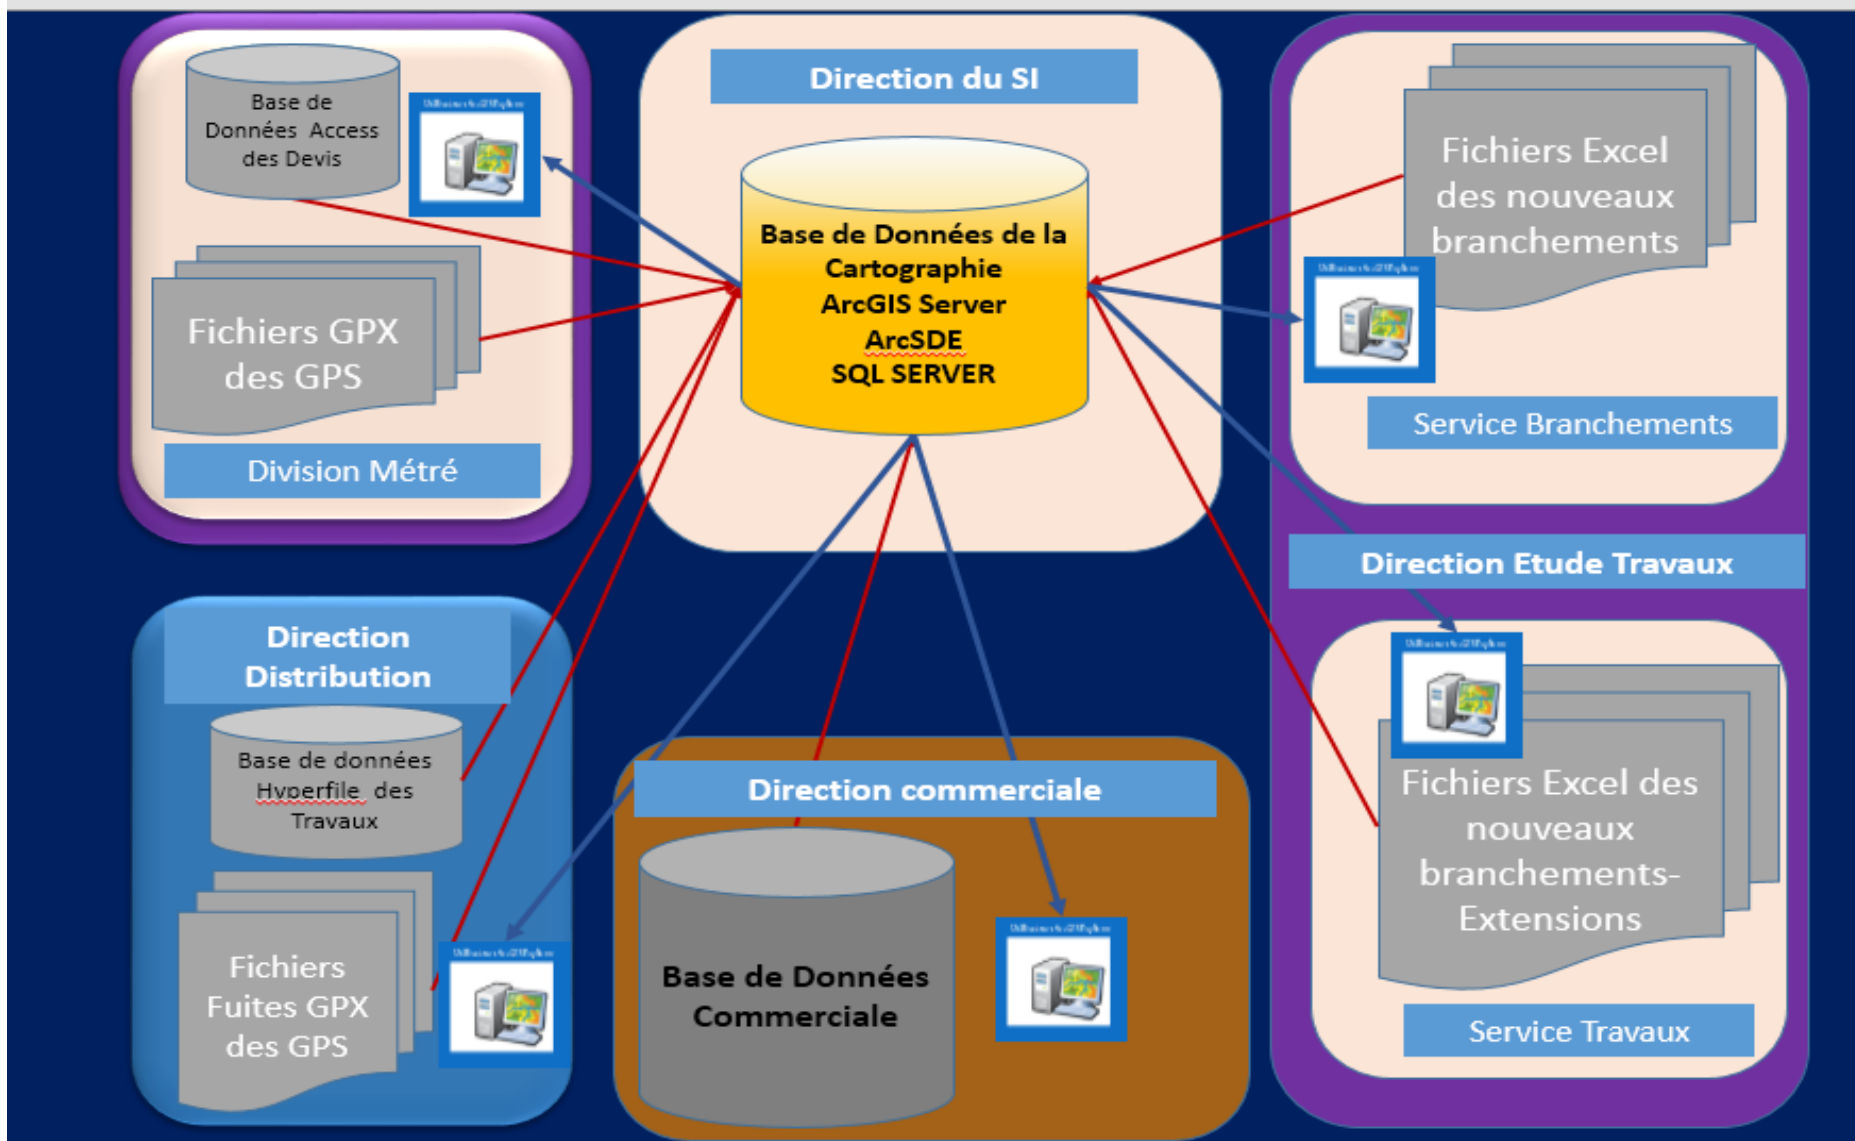 Base de
Données Access
des Devis
Fichiers GPX
des GPS
Division Métré
Direction du SI
Base de Données de la
Cartographie
ArcGIS Server
ArcSDE
SQL SERVER
Fichiers Excel
des nouveaux
branchements
Service Branchements
Direction Etude Travaux
Fichiers Excel des
nouveaux
branchements-
Extensions
Service Travaux
Direction
Distribution
Base de données
Hyperfile des
Travaux
Fichiers
Fuites GPX
des GPS
Direction commerciale
Base de Données
Commerciale